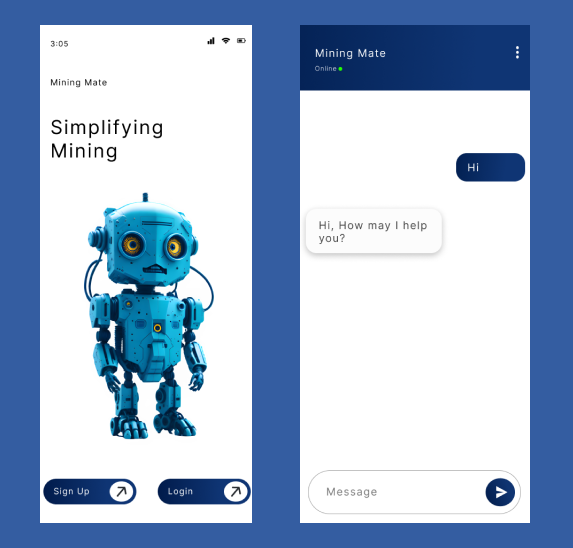 3:05
Mining Mate
Simplifying
Mining
Sign Up
Login
Mining Mate
Online
Hi
Hi, How may I help
you?
Message